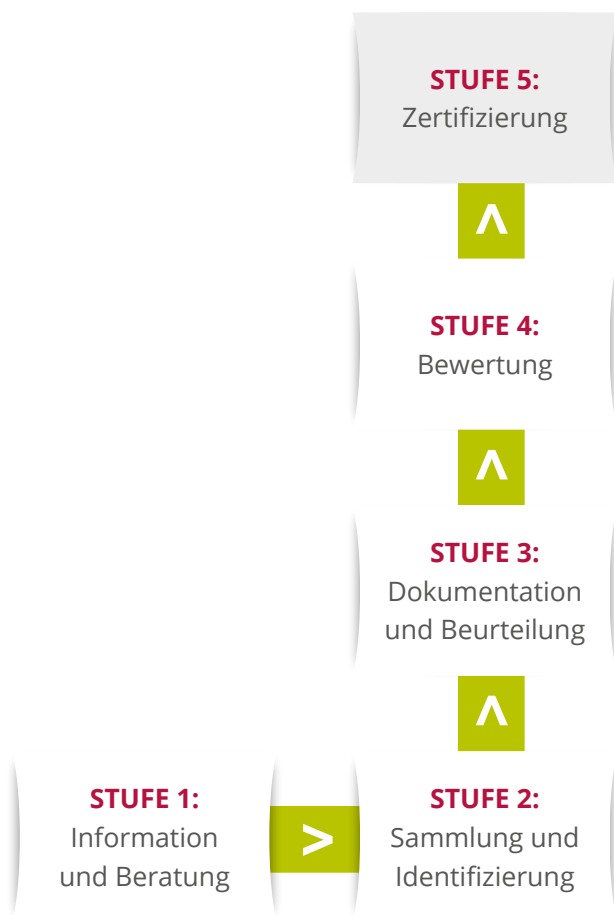 STUFE 5:
Zertifizierung
STUFE 4:
Bewertung
STUFE 3:
Dokumentation
und Beurteilung
STUFE 1:
Information
und Beratung
>
STUFE 2:
Sammlung und
Identifizierung